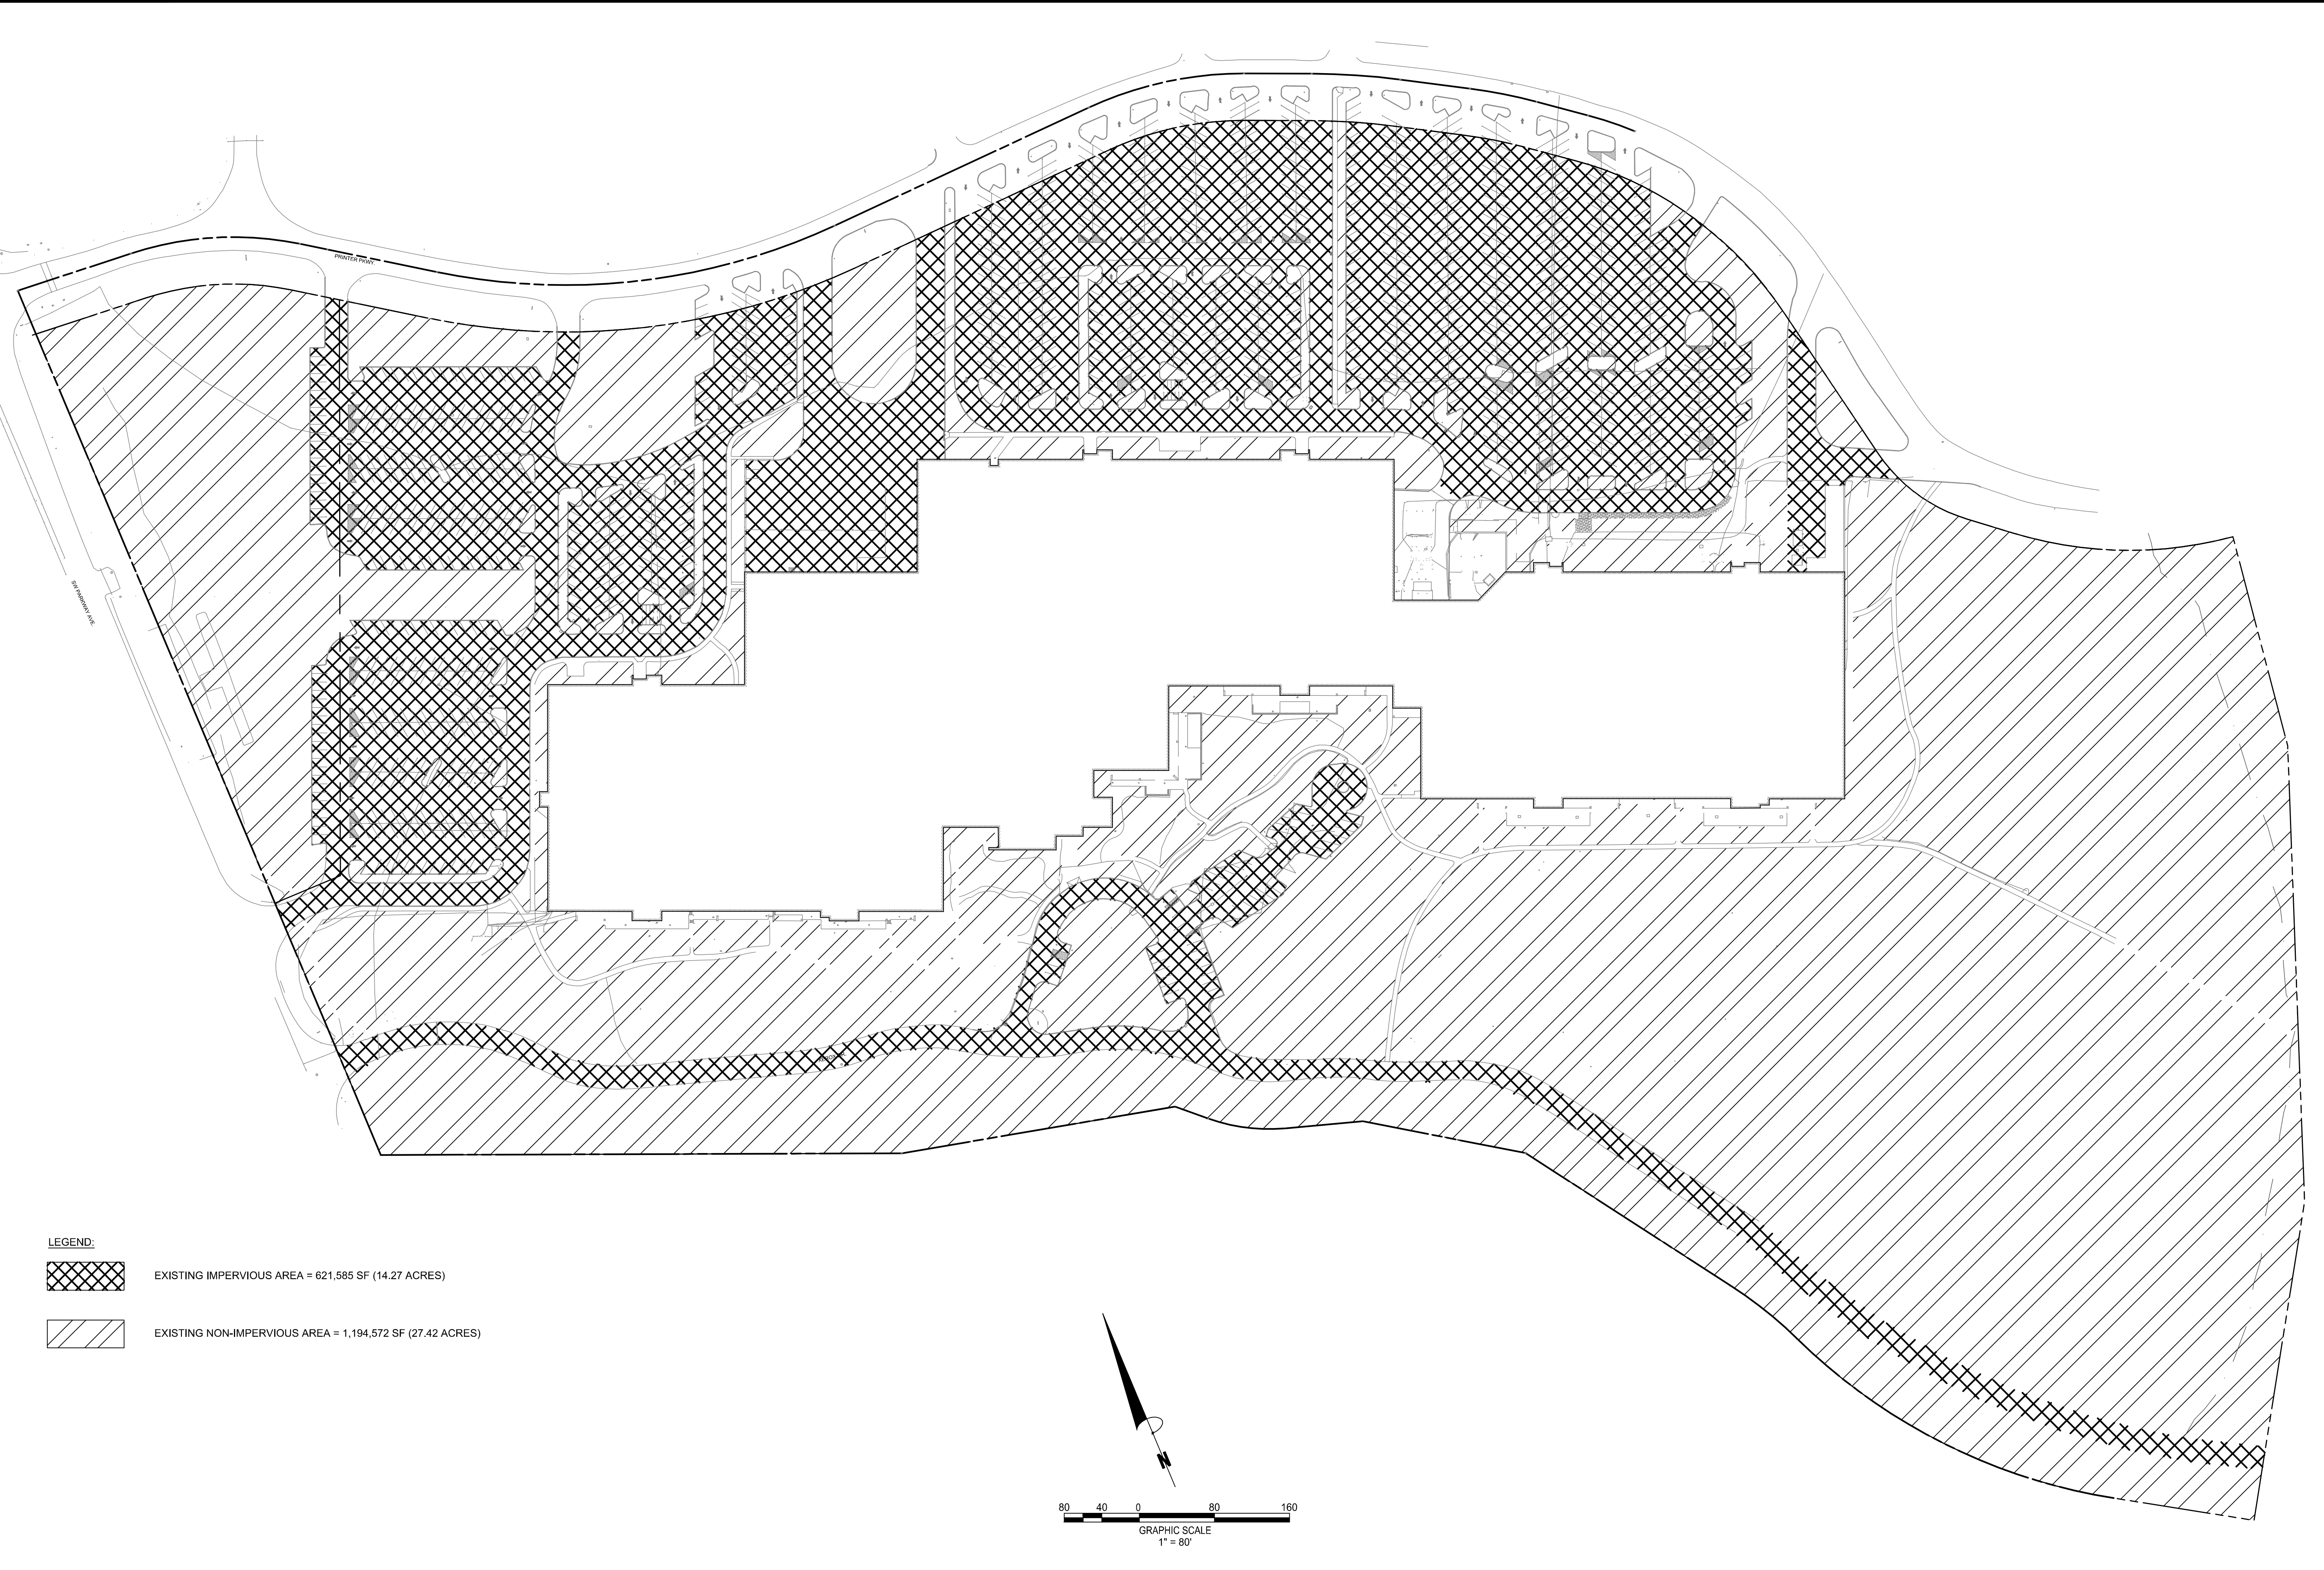 PRINTER PKWY
SW PARKWAY AVE.
LEGEND:
EXISTING IMPERVIOUS AREA = 621,585 SF (14.27 ACRES)
EXISTING NON-IMPERVIOUS AREA = 1,194,572 SF (27.42 ACRES)
N
80 40 0 80 160
GRAPHIC SCALE
1" = 80'